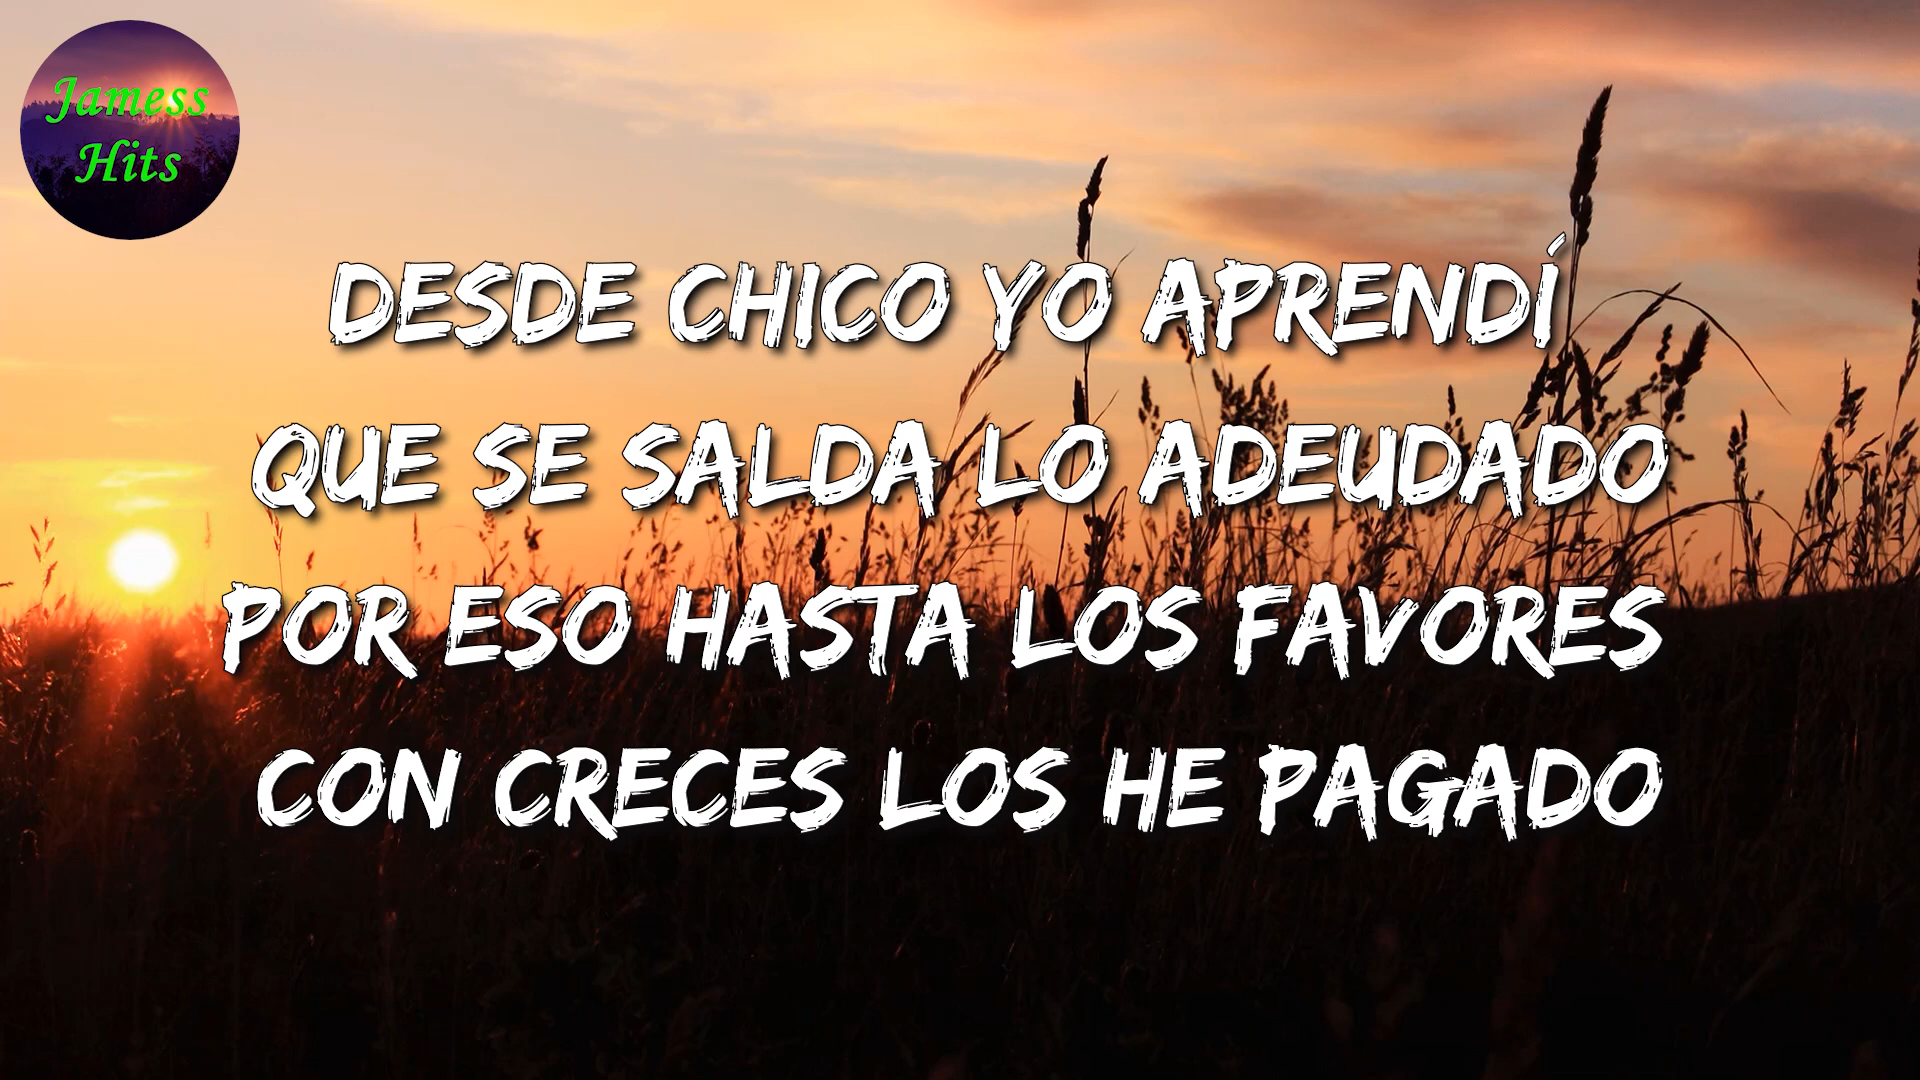 Jamess
Hits
DESDE CHICO YO APRENDÍ
QUE SE SALDA LO ADEUDADO
POR ESO HASTA LOS FAVORES
CON CRECES LOS HE PAGADO